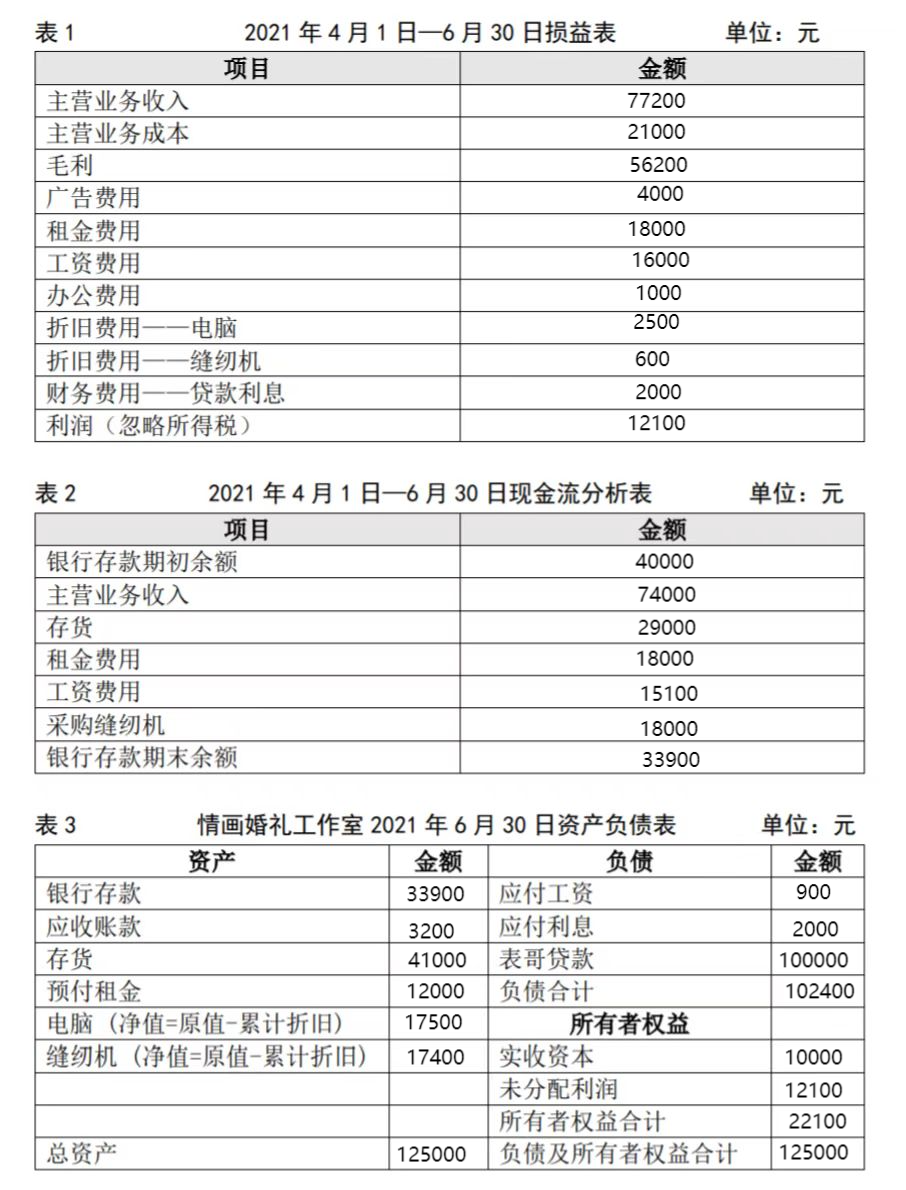 表 1 2021 年 4 月 1 日—6 月 30 日损益表 单位：元
项目 金额
主营业务收入 77200
主营业务成本 21000
毛利 56200
广告费用 4000
租金费用 18000
工资费用 16000
办公费用 1000
折旧费用——电脑 2500
折旧费用——缝纫机 600
财务费用——贷款利息 2000
利润（忽略所得税） 12100
表 2 2021 年 4 月 1 日—6 月 30 日现金流分析表 单位：元
项目 金额
银行存款期初余额 40000
主营业务收入 74000
存货 29000
租金费用 18000
工资费用 15100
采购缝纫机 18000
银行存款期末余额 33900
表 3 情画婚礼工作室 2021 年 6 月 30 日资产负债表 单位：元
资产 金额 负债 金额
银行存款 33900 应付工资 900
应收账款 3200 应付利息 2000
存货 41000 表哥贷款 100000
预付租金 12000 负债合计 102400
电脑（净值=原值-累计折旧） 17500 所有者权益
缝纫机（净值=原值-累计折旧） 17400 实收资本 10000
未分配利润 12100
所有者权益合计 22100
总资产 125000 负债及所有者权益合计 125000